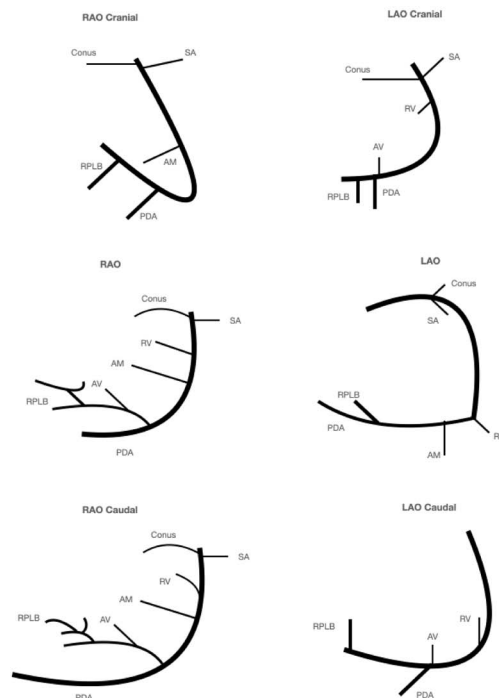 RAO Cranial
Conus
SA
AM
RPLB
PDA
LAO Cranial
SA
Conus
RV
AV
RPLB
PDA
RAO
Conus
SA
RV
AM
AV
RPLB
PDA
LAO
Conus
SA
RPLB
PDA
AM
RAO Caudal
Conus
SA
RV
AM
AV
RPLB
PDA
LAO Caudal
RPLB
RV
AV
PDA